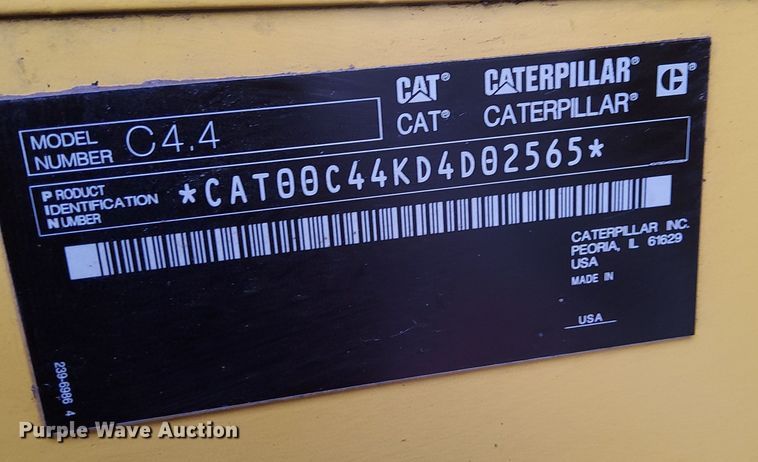 CAT® CATERPILLAR®
CAT® CATERPILLAR®
MODEL NUMBER C4.4
PRODUCT IDENTIFICATION NUMBER *CAT00C44KD4D02565*
CATERPILLAR INC.
PEORIA, IL 61629
USA
MADE IN
USA
239-6986 4
Purple Wave Auction